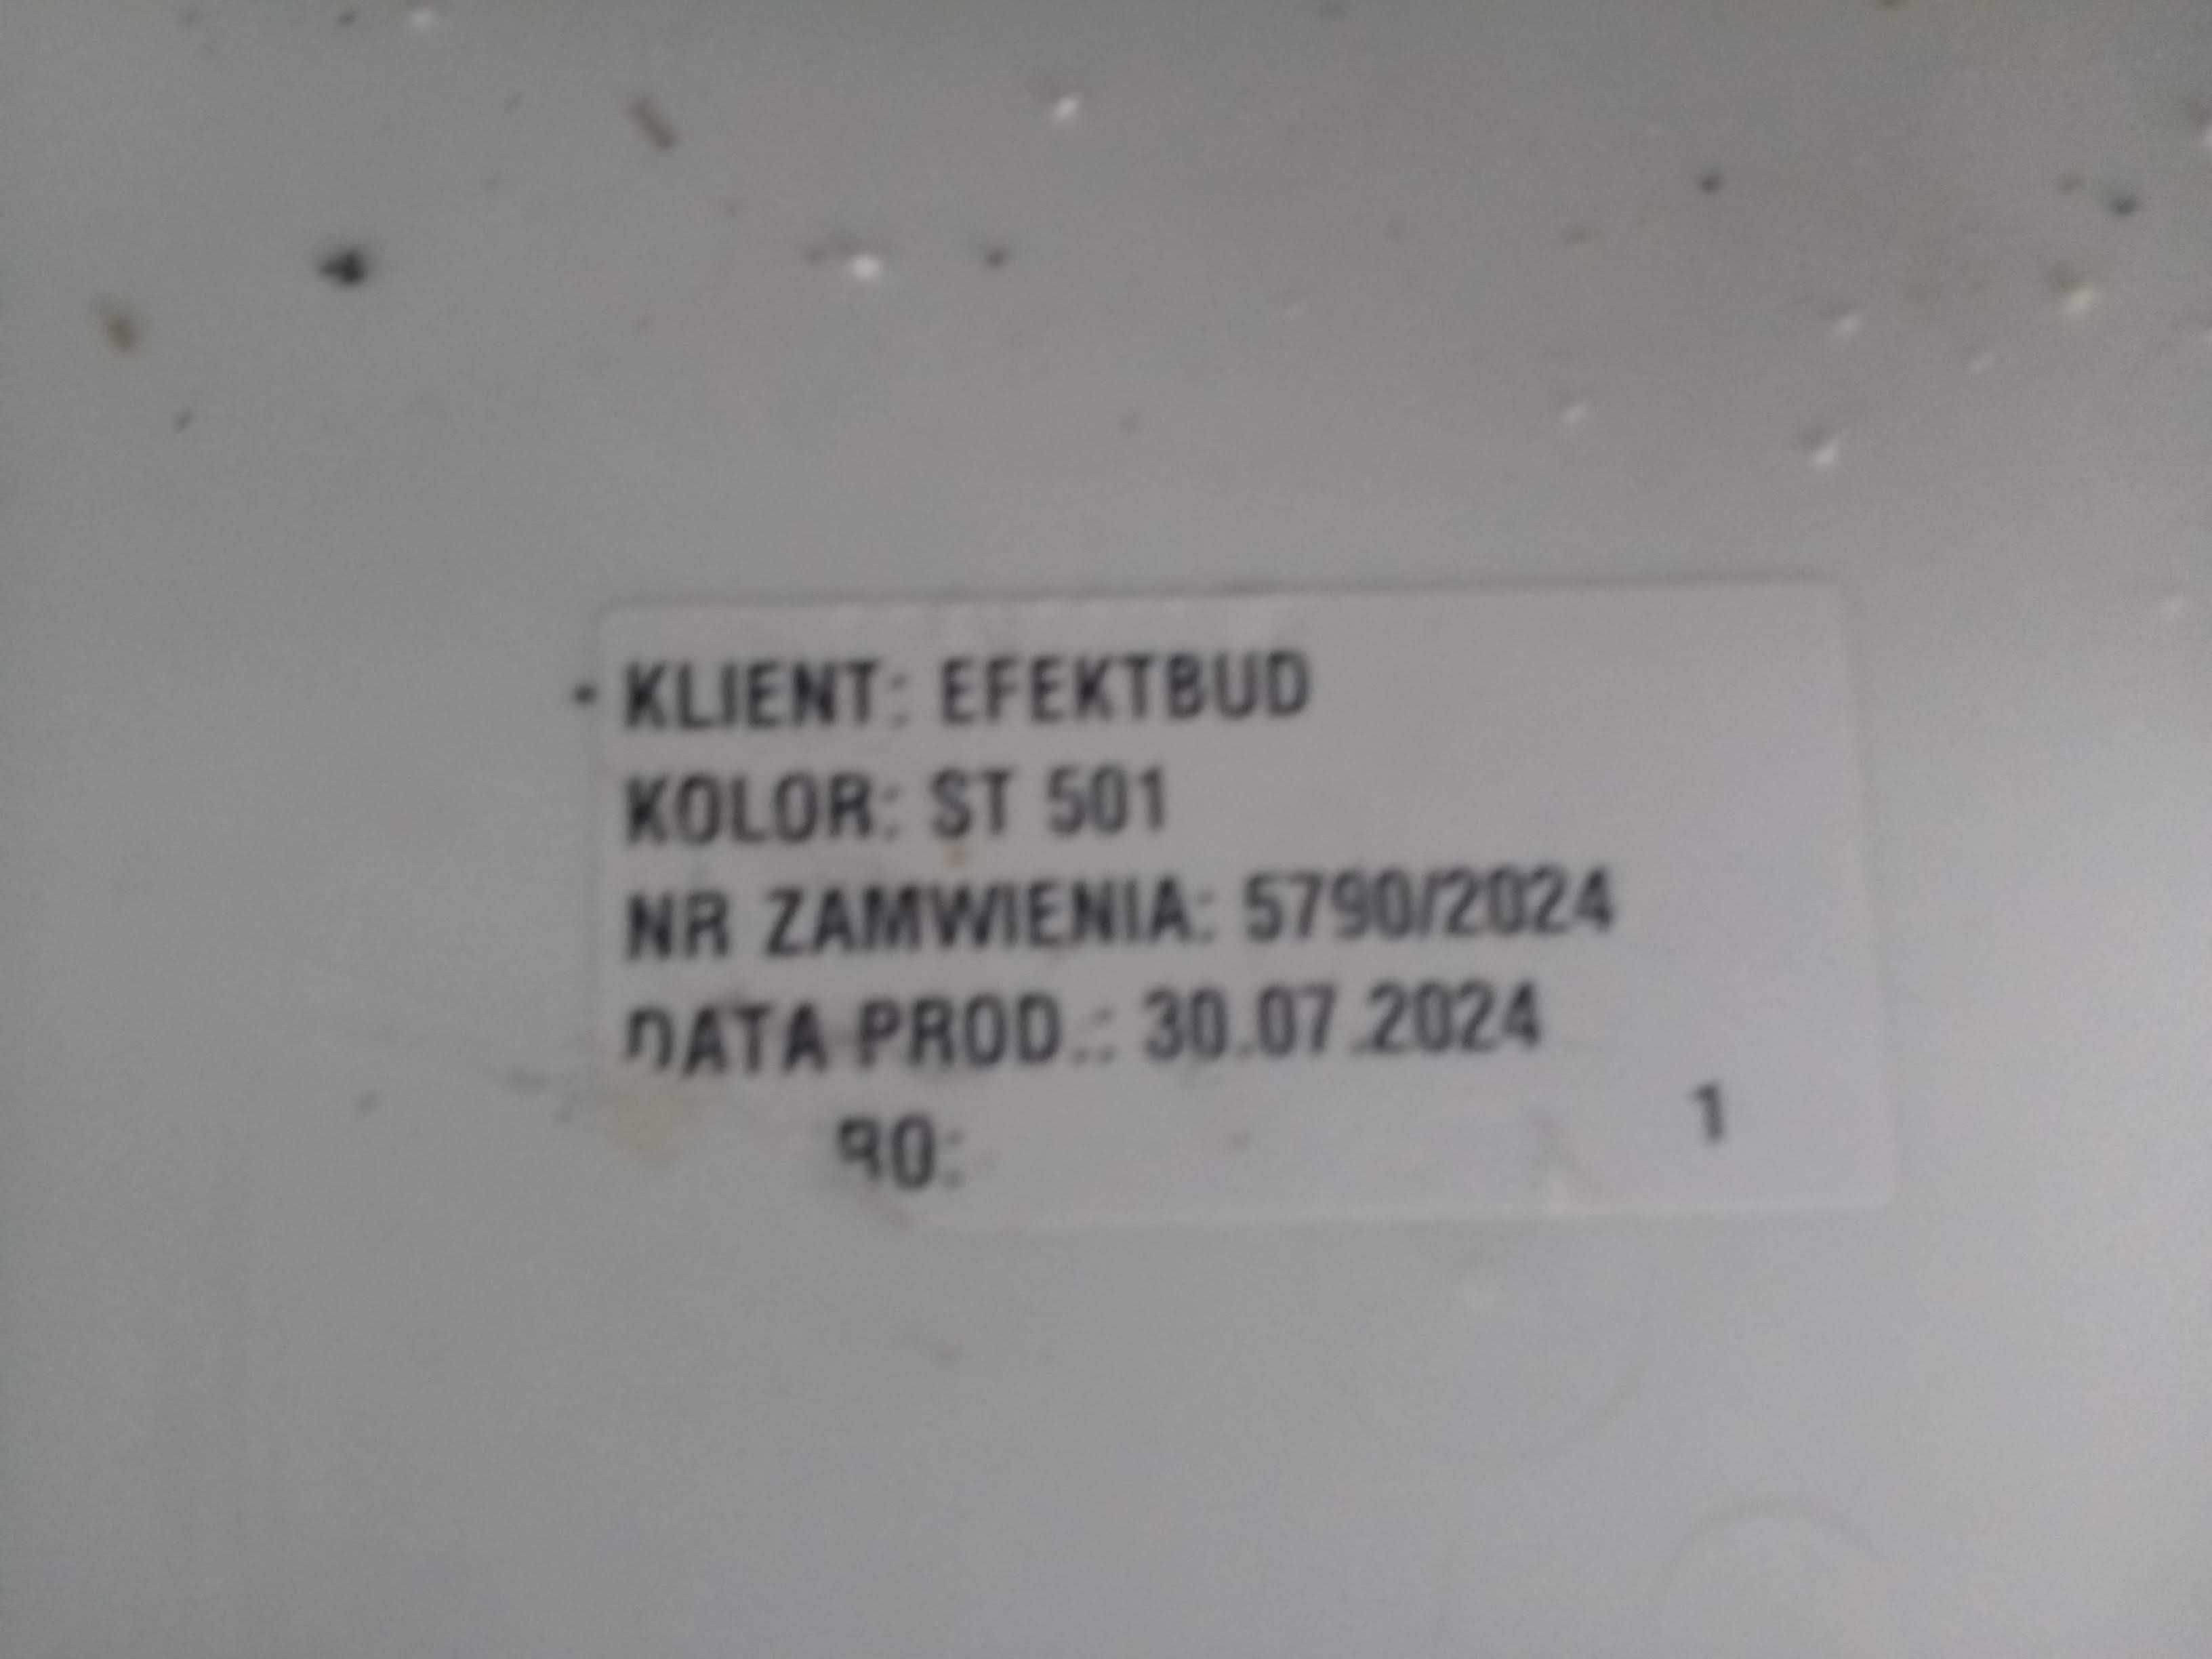 KLIENT: EFEKTBUD
KOLOR: ST 501
NR ZAMWIENIA: 5790/2024
DATA PROD.: 30.07.2024
1